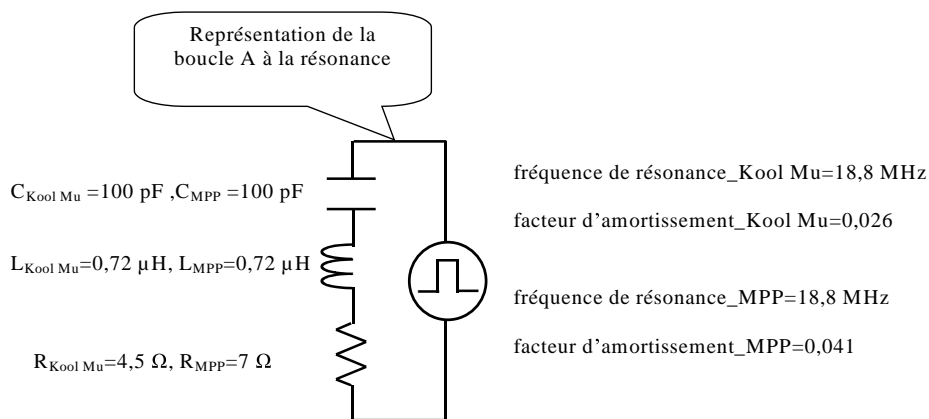 Représentation de la
boucle A à la résonance
C_Kool Mu =100 pF ,C_MPP =100 pF
L_Kool Mu=0,72 µH, L_MPP=0,72 µH
R_Kool Mu=4,5 Ω, R_MPP=7 Ω
fréquence de résonance_Kool Mu=18,8 MHz
facteur d'amortissement_Kool Mu=0,026
fréquence de résonance_MPP=18,8 MHz
facteur d'amortissement_MPP=0,041